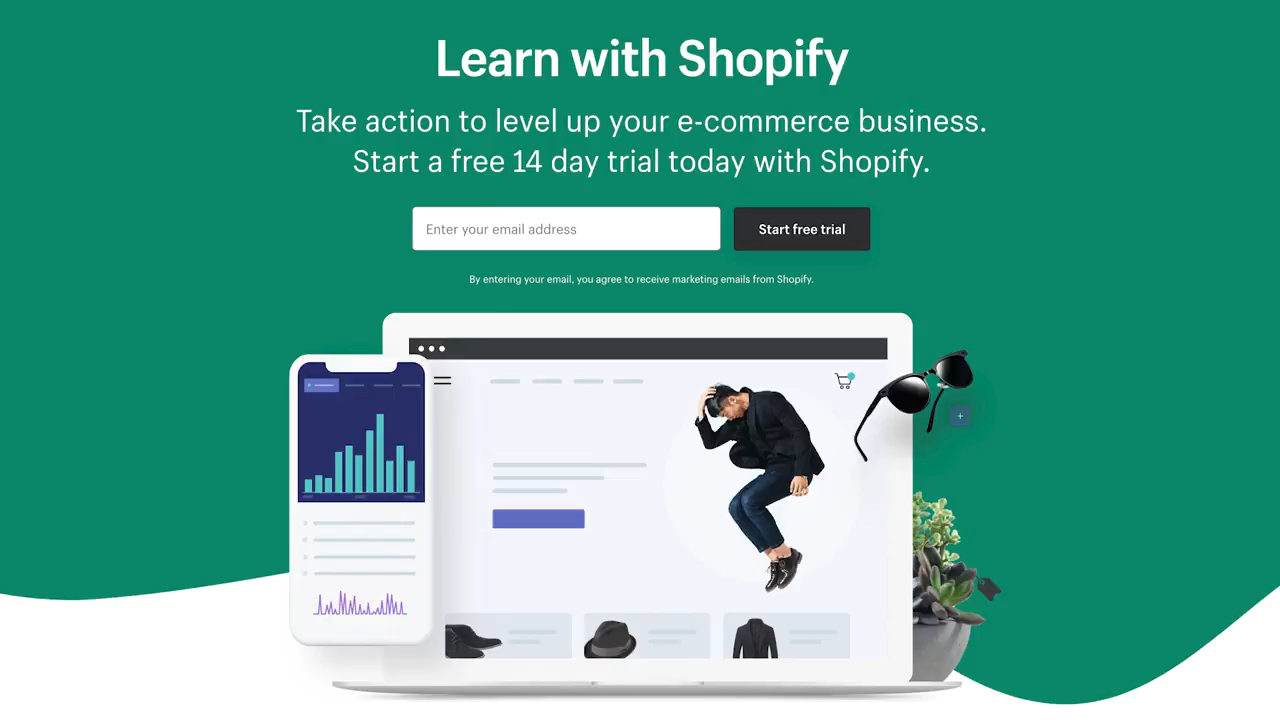 Learn with Shopify
Take action to level up your e-commerce business.
Start a free 14 day trial today with Shopify.
Enter your email address
Start free trial
By entering your email, you agree to receive marketing emails from Shopify.